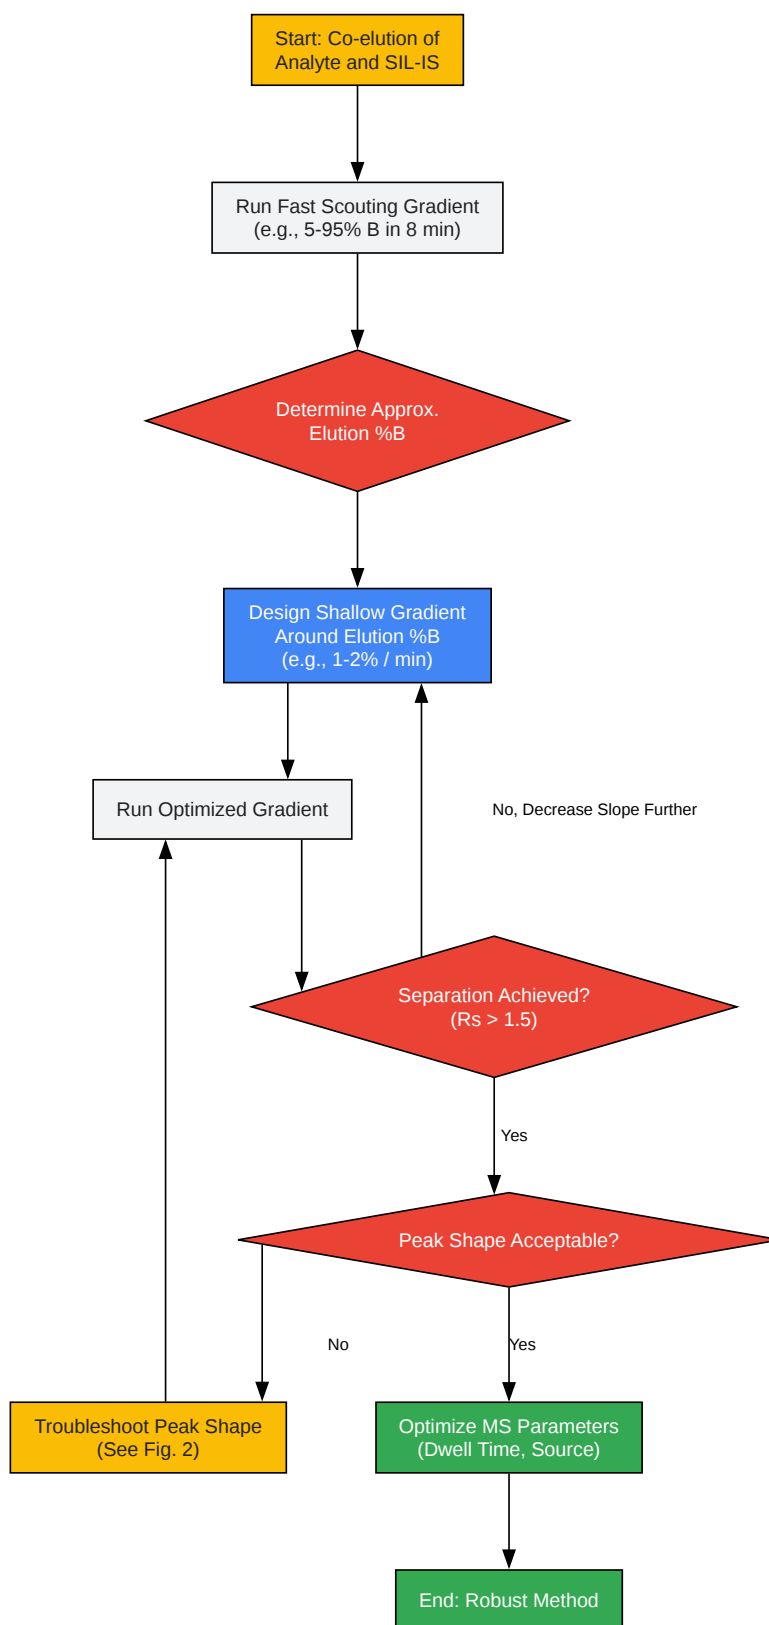 Start: Co-elution of
Analyte and SIL-IS
Run Fast Scouting Gradient
(e.g., 5-95% B in 8 min)
Determine Approx.
Elution %B
Design Shallow Gradient
Around Elution %B
(e.g., 1-2% / min)
Run Optimized Gradient
No, Decrease Slope Further
Separation Achieved?
(Rs > 1.5)
Yes
Peak Shape Acceptable?
No
Yes
Troubleshoot Peak Shape
(See Fig. 2)
Optimize MS Parameters
(Dwell Time, Source)
End: Robust Method